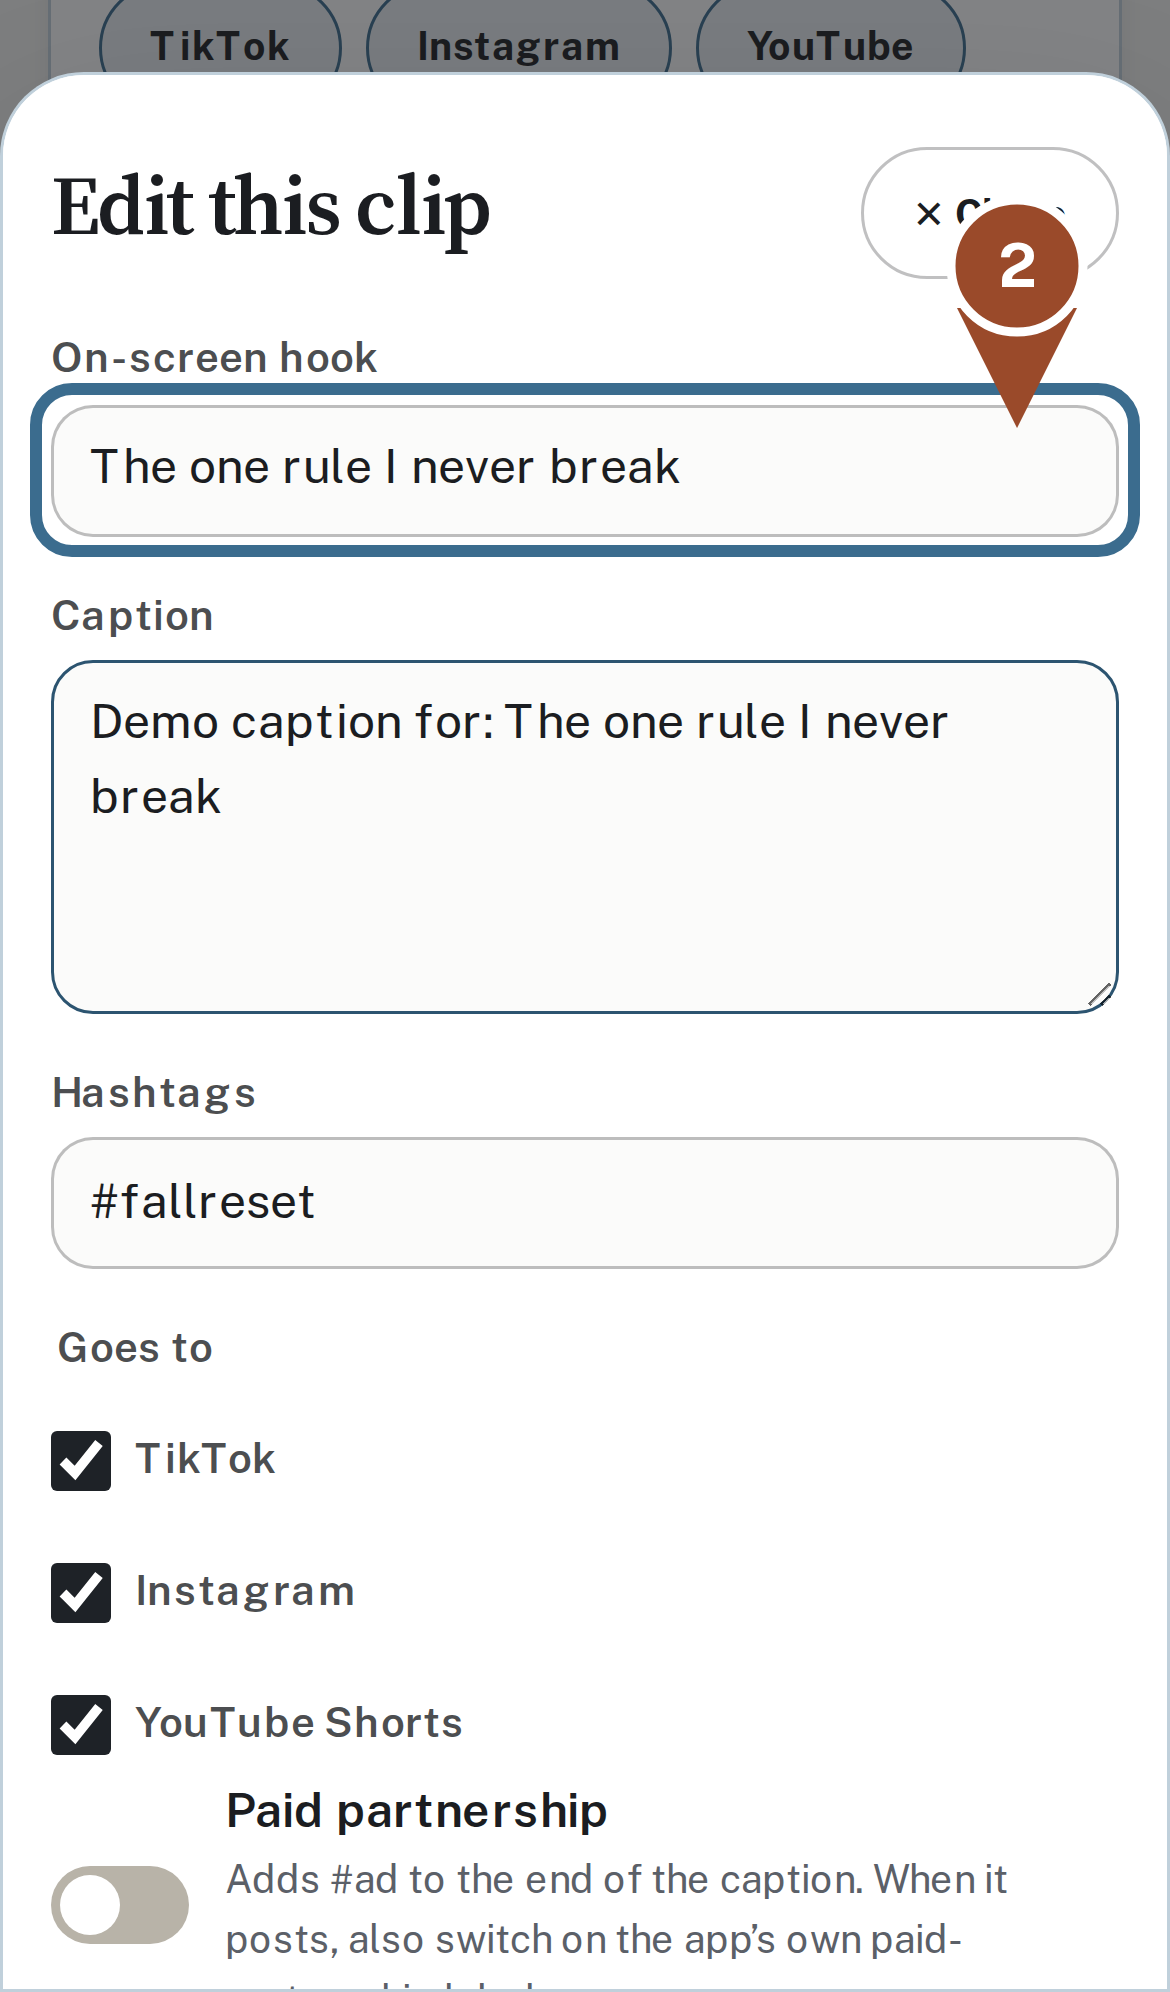 TikTok Instagram YouTube
Edit this clip
✕
2
On-screen hook
The one rule I never break
Caption
Demo caption for: The one rule I never
break
Hashtags
#fallreset
Goes to
TikTok
Instagram
YouTube Shorts
Paid partnership
Adds #ad to the end of the caption. When it
posts, also switch on the app’s own paid-